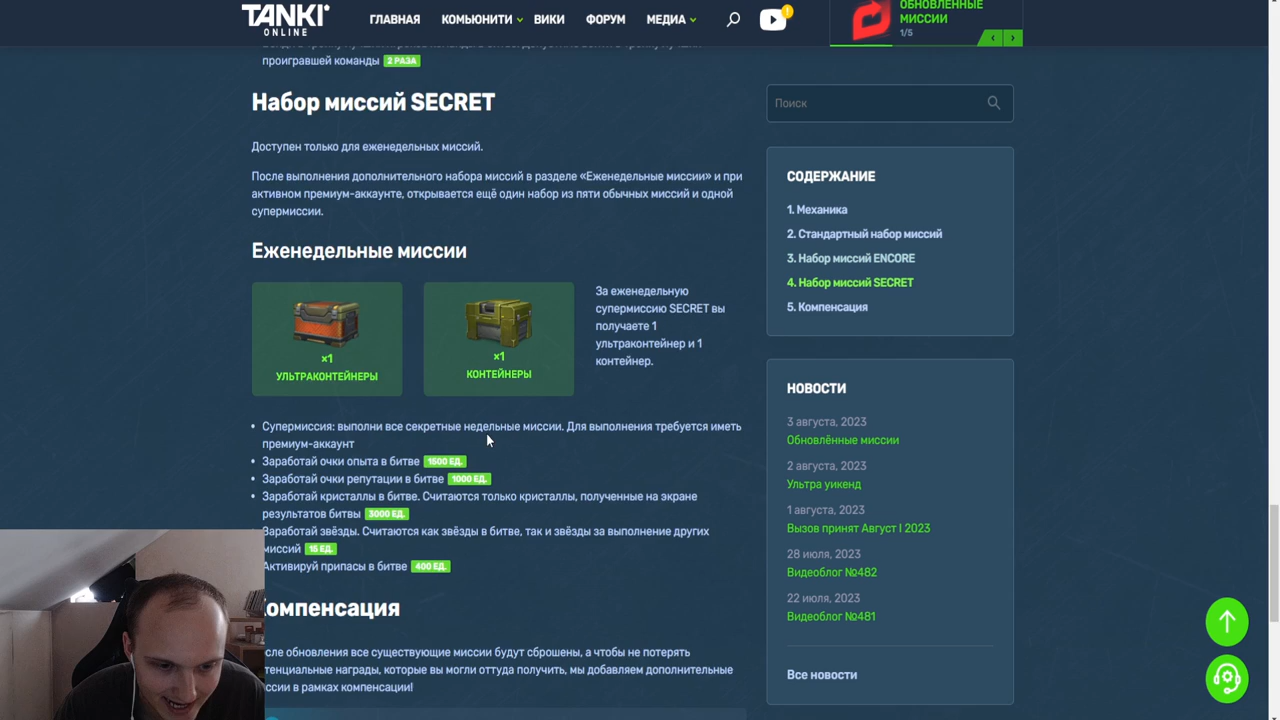 TANKI
ONLINE
ГЛАВНАЯ
КОМЬЮНИТИ
ВИКИ
ФОРУМ
МЕДИА
ОБНОВЛЁННЫЕ
МИССИИ
1/5
проигравшей команды 2 РАЗА
Набор миссий SECRET
Доступен только для еженедельных миссий.
После выполнения дополнительного набора миссий в разделе «Еженедельные миссии» и при
активном премиум-аккаунте, открывается ещё один набор из пяти обычных миссий и одной
супермиссии.
Еженедельные миссии
x1
УЛЬТРАКОНТЕЙНЕРЫ
x1
КОНТЕЙНЕРЫ
За еженедельную
супермиссию SECRET вы
получаете 1
ультраконтейнер и 1
контейнер.
• Супермиссия: выполни все секретные недельные миссии. Для выполнения требуется иметь
премиум-аккаунт
• Заработай очки опыта в битве 1500 ЕД.
• Заработай очки репутации в битве 1000 ЕД.
• Заработай кристаллы в битве. Считаются только кристаллы, полученные на экране
результатов битвы 3000 ЕД.
Заработай звёзды. Считаются как звёзды в битве, так и звёзды за выполнение других
миссий 15 ЕД.
Активируй припасы в битве 400 ЕД.
омпенсация
осле обновления все существующие миссии будут сброшены, а чтобы не потерять
тенциальные награды, которые вы могли оттуда получить, мы добавляем дополнительные
ссии в рамках компенсации!
Поиск
СОДЕРЖАНИЕ
1. Механика
2. Стандартный набор миссий
3. Набор миссий ENCORE
4. Набор миссий SECRET
5. Компенсация
НОВОСТИ
3 августа, 2023
Обновлённые миссии
2 августа, 2023
Ультра уикенд
1 августа, 2023
Вызов принят Август I 2023
28 июля, 2023
Видеоблог №482
22 июля, 2023
Видеоблог №481
Все новости